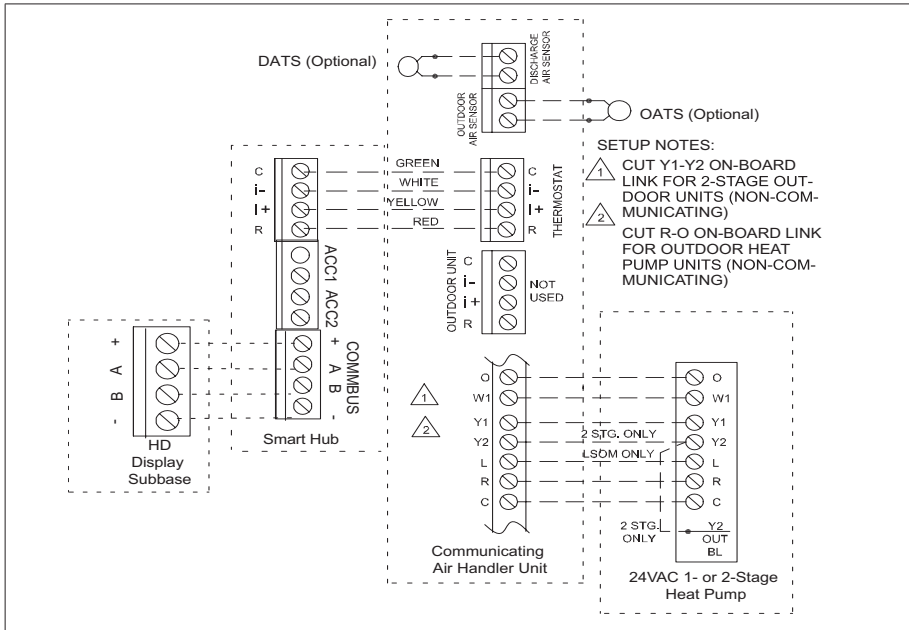 DATS (Optional)
DISCHARGE
AIR SENSOR
OUTDOOR
AIR SENSOR
OATS (Optional)
SETUP NOTES:
1 CUT Y1-Y2 ON-BOARD
LINK FOR 2-STAGE OUT-
DOOR UNITS (NON-COM-
MUNICATING)
2
CUT R-O ON-BOARD LINK
FOR OUTDOOR HEAT
PUMP UNITS (NON-COM-
MUNICATING)
C GREEN C
i- WHITE i-
I+ YELLOW I+
R RED R
THERMOSTAT
ACC1 ACC2
OUTDOOR UNIT
C
i-
i+
R
NOT
USED
+
A
B
-
HD
Display
Subbase
+
A
B
-
COMMBUS
Smart Hub
1
2
O O
W1 W1
Y1 Y1
Y2 2 STG. ONLY Y2
L LSOM ONLY L
R R
C C
2 STG.
ONLY
Y2
OUT
BL
Communicating
Air Handler Unit
24VAC 1- or 2-Stage
Heat Pump